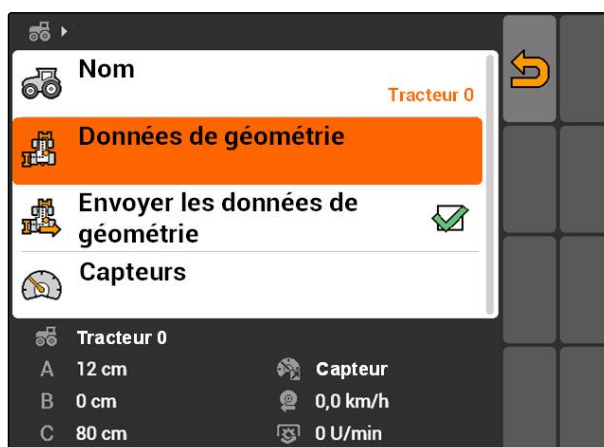 Nom
Tracteur 0
Données de géométrie
Envoyer les données de
géométrie
Capteurs
Tracteur 0
A 12 cm Capteur
B 0 cm 0,0 km/h
C 80 cm 0 U/min